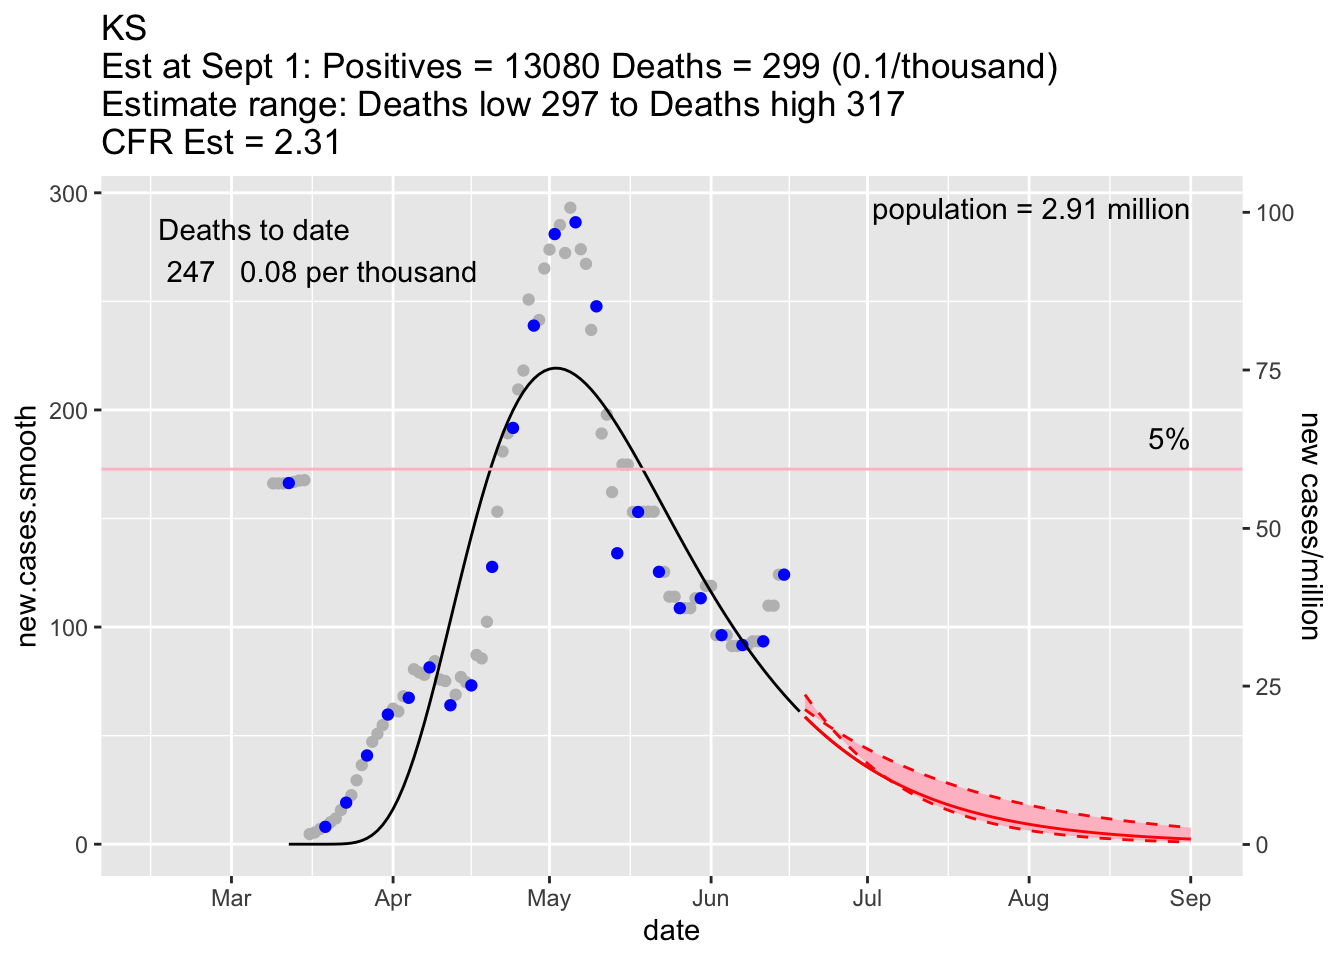 KS
Est at Sept 1: Positives = 13080 Deaths = 299 (0.1/thousand)
Estimate range: Deaths low 297 to Deaths high 317
CFR Est = 2.31
300
200
100
0
new.cases.smooth
Deaths to date
247 0.08 per thousand
population = 2.91 million
5%
100
75
50
25
0
new cases/million
Mar Apr May Jun Jul Aug Sep
date